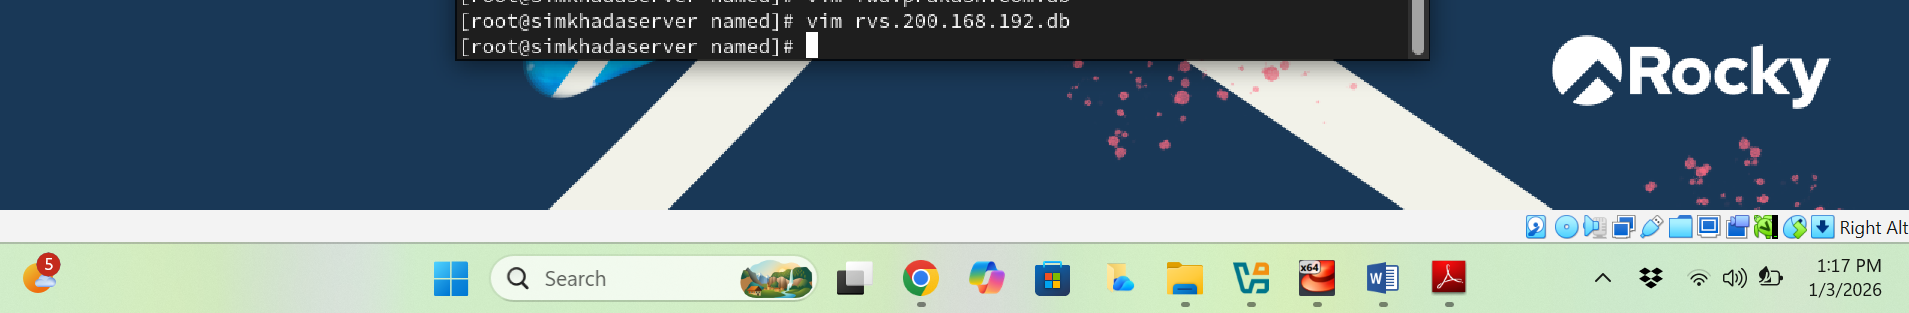 [root@simkhadaserver named]# vim rvs.200.168.192.db
[root@simkhadaserver named]#
Rocky
Right Alt
5
Search
x64
1:17 PM
1/3/2026